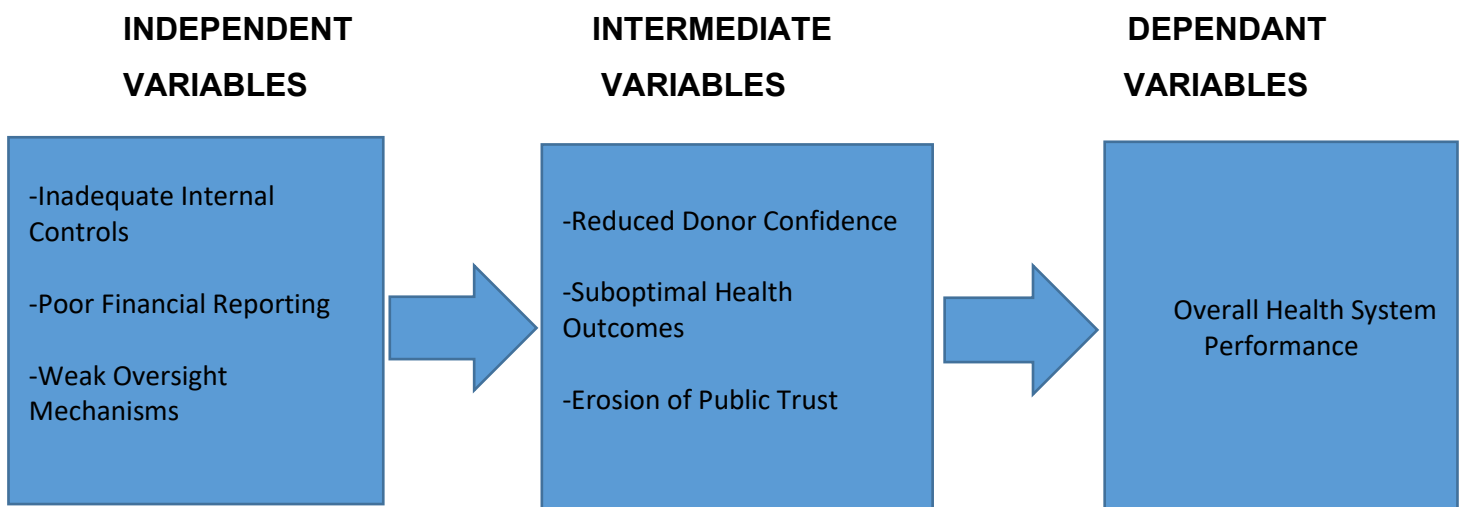 INDEPENDENT
VARIABLES
INTERMEDIATE
VARIABLES
DEPENDANT
VARIABLES
-Inadequate Internal
Controls
-Poor Financial Reporting
-Weak Oversight
Mechanisms
-Reduced Donor Confidence
-Suboptimal Health
Outcomes
-Erosion of Public Trust
Overall Health System
Performance